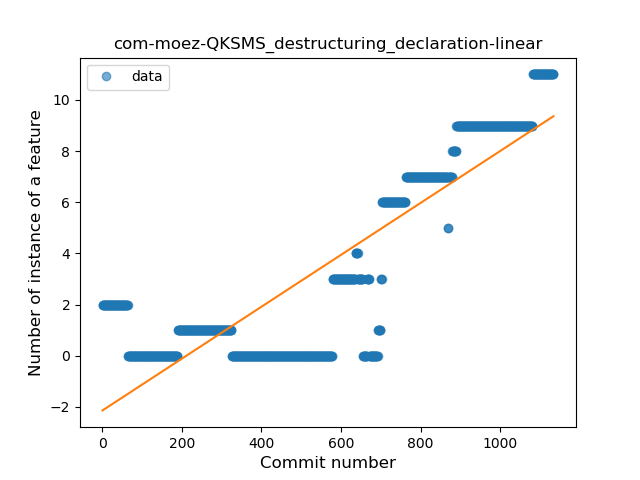 com-moez-QKSMS_destructuring_declaration-linear
data
Number of instance of a feature
10
8
6
4
2
0
−2
0 200 400 600 800 1000
Commit number